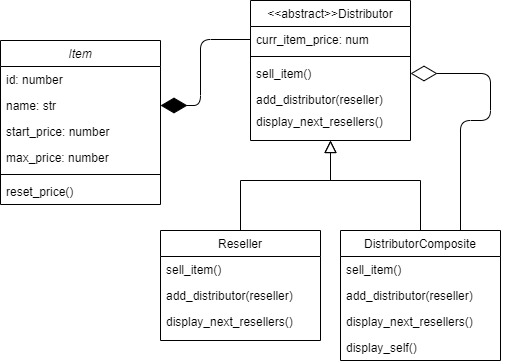 Item
id: number
name: str
start_price: number
max_price: number
reset_price()
<<abstract>>Distributor
curr_item_price: num
sell_item()
add_distributor(reseller)
display_next_resellers()
Reseller
sell_item()
add_distributor(reseller)
display_next_resellers()
DistributorComposite
sell_item()
add_distributor(reseller)
display_next_resellers()
display_self()